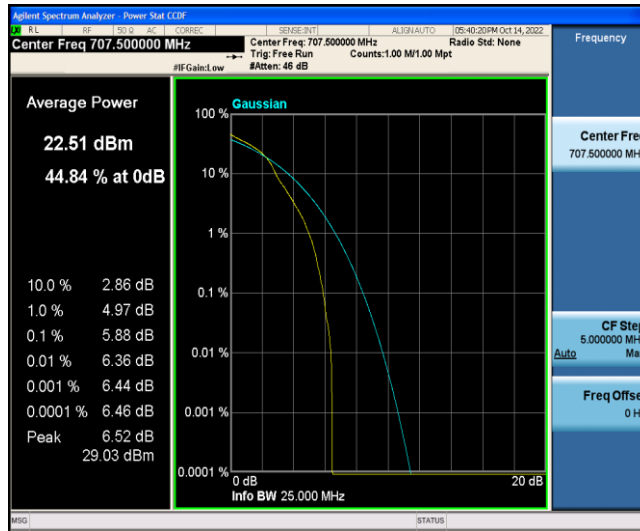 Agilent Spectrum Analyzer - Power Stat CCDF
RL RF 50 Ω AC CORREC SENSE:INT ALIGNAUTO 05:40:20PM Oct 14, 2022
Center Freq 707.500000 MHz
Center Freq: 707.500000 MHz Radio Std: None
Trig: Free Run Counts:1.00 M/1.00 Mpt
#IFGain:Low #Atten: 46 dB
Frequency
Average Power
22.51 dBm
44.84 % at 0dB
10.0 % 2.86 dB
1.0 % 4.97 dB
0.1 % 5.88 dB
0.01 % 6.36 dB
0.001 % 6.44 dB
0.0001 % 6.46 dB
Peak 6.52 dB
29.03 dBm
Gaussian
100 %
10 %
1 %
0.1 %
0.01 %
0.001 %
0.0001 %
0 dB 20 dB
Info BW 25.000 MHz
Center Fre
707.500000 MH
CF Step
5.000000 MH
Auto Ma
Freq Offse
0 H
MSG STATUS